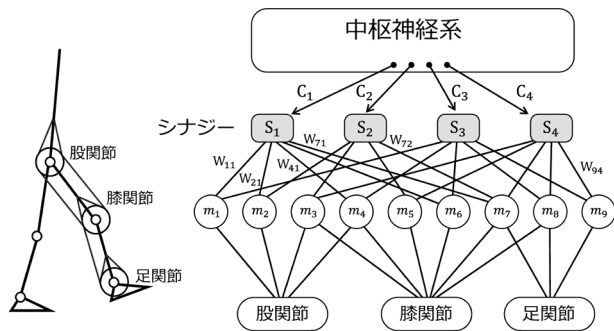 中枢神経系
C₁ C₂ C₃ C₄
シナジー S₁ S₂ S₃ S₄
W₁₁ W₂₁ W₄₁ W₇₁ W₇₂ W₉₄
m₁ m₂ m₃ m₄ m₅ m₆ m₇ m₈ m₉
股関節 膝関節 足関節
股関節
膝関節
足関節